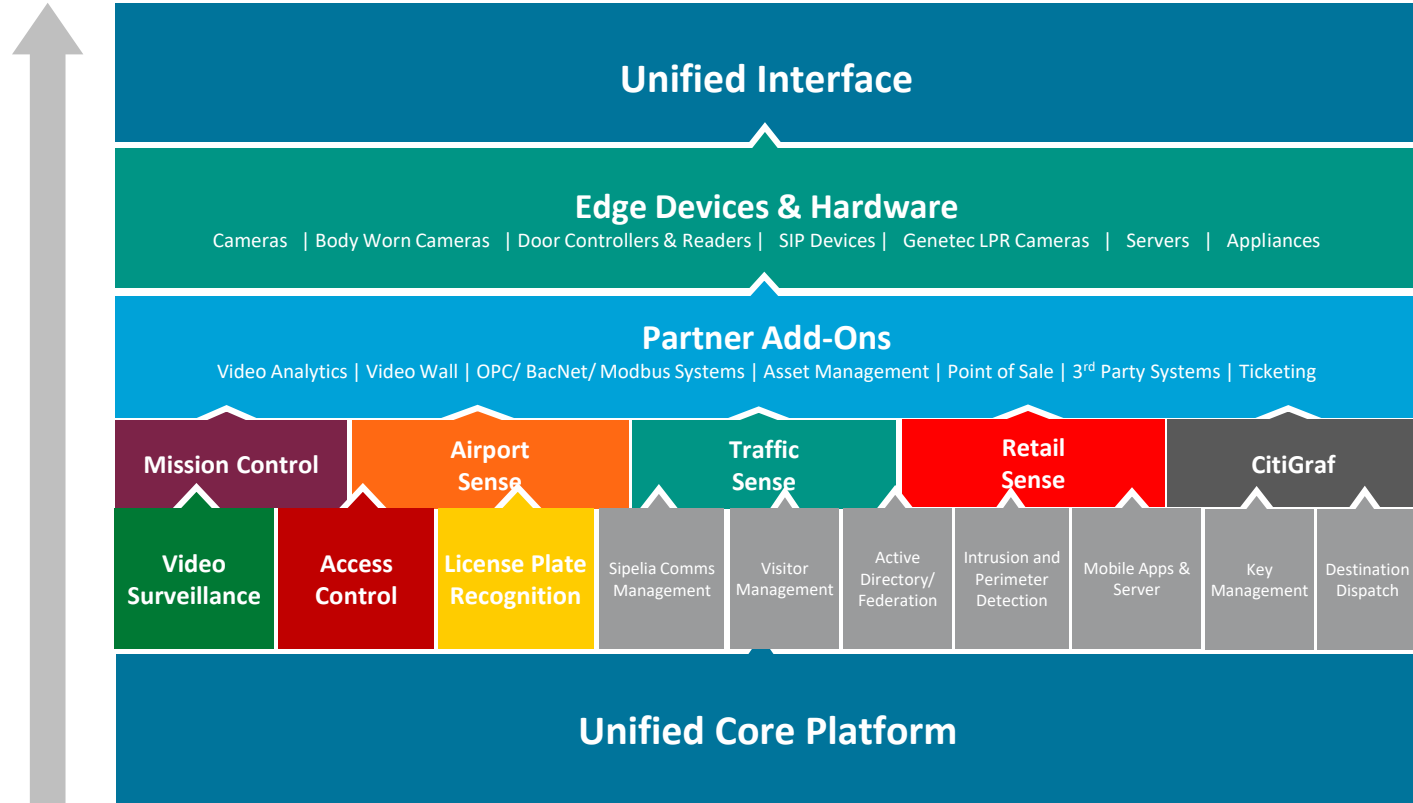 Unified Interface
Edge Devices & Hardware
Cameras | Body Worn Cameras | Door Controllers & Readers | SIP Devices | Genetec LPR Cameras | Servers | Appliances
Partner Add-Ons
Video Analytics | Video Wall | OPC/ BacNet/ Modbus Systems | Asset Management | Point of Sale | 3rd Party Systems | Ticketing
Mission Control
Airport
Sense
Traffic
Sense
Retail
Sense
CitiGraf
Video
Surveillance
Access
Control
License Plate
Recognition
Sipelia Comms
Management
Visitor
Management
Active
Directory/
Federation
Intrusion and
Perimeter
Detection
Mobile Apps &
Server
Key
Management
Destination
Dispatch
Unified Core Platform